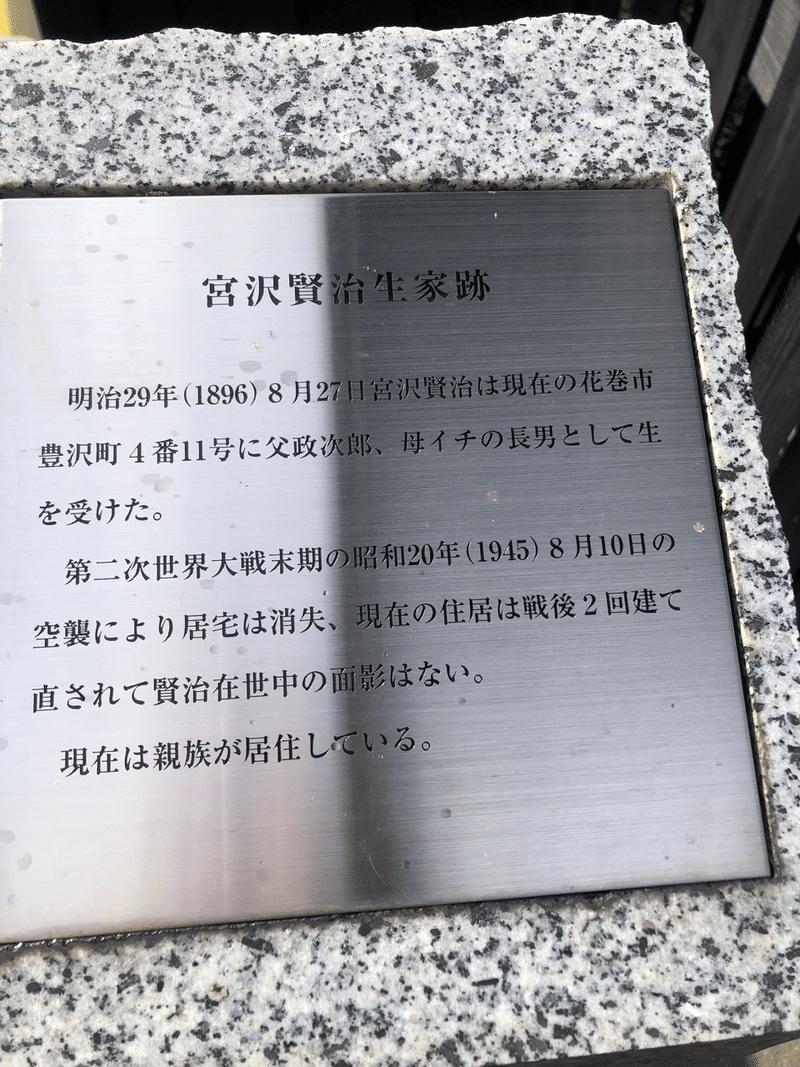 宮沢賢治生家跡
明治29年(1896)8月27日宮沢賢治は現在の花巻市
豊沢町4番11号に父政次郎、母イチの長男として生
を受けた。
第二次世界大戦末期の昭和20年(1945)8月10日の
空襲により居宅は消失、現在の住居は戦後2回建て
直されて賢治在世中の面影はない。
現在は親族が居住している。